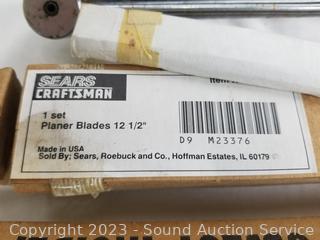 SEARS
CRAFTSMAN
Item
1 set
Planer Blades 12 1/2"
D9 M23376
Made in USA
Sold By; Sears, Roebuck and Co., Hoffman Estates, IL 60179
Copyright 2023 - Sound Auction Service